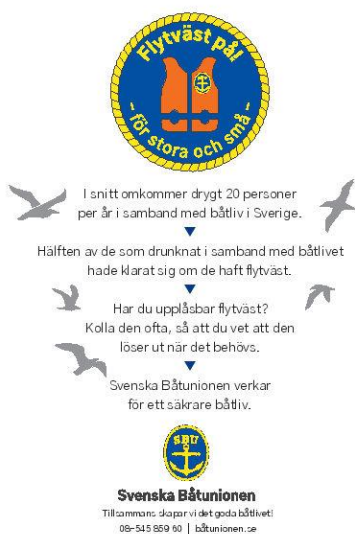 Flytväst på!
- för stora och små -
I snitt omkommer drygt 20 personer
per år i samband med båtliv i Sverige.
Hälften av de som drunknat i samband med båtlivet
hade klarat sig om de haft flytväst.
Har du upplåsbar flytväst?
Kolla den ofta, så att du vet att den
löser ut när det behövs.
Svenska Båtunionen verkar
för ett säkrare båtliv.
SBU
Svenska Båtunionen
Tillsammans skapar vi det goda båtlivet!
08-545 859 60 | båtunionen.se